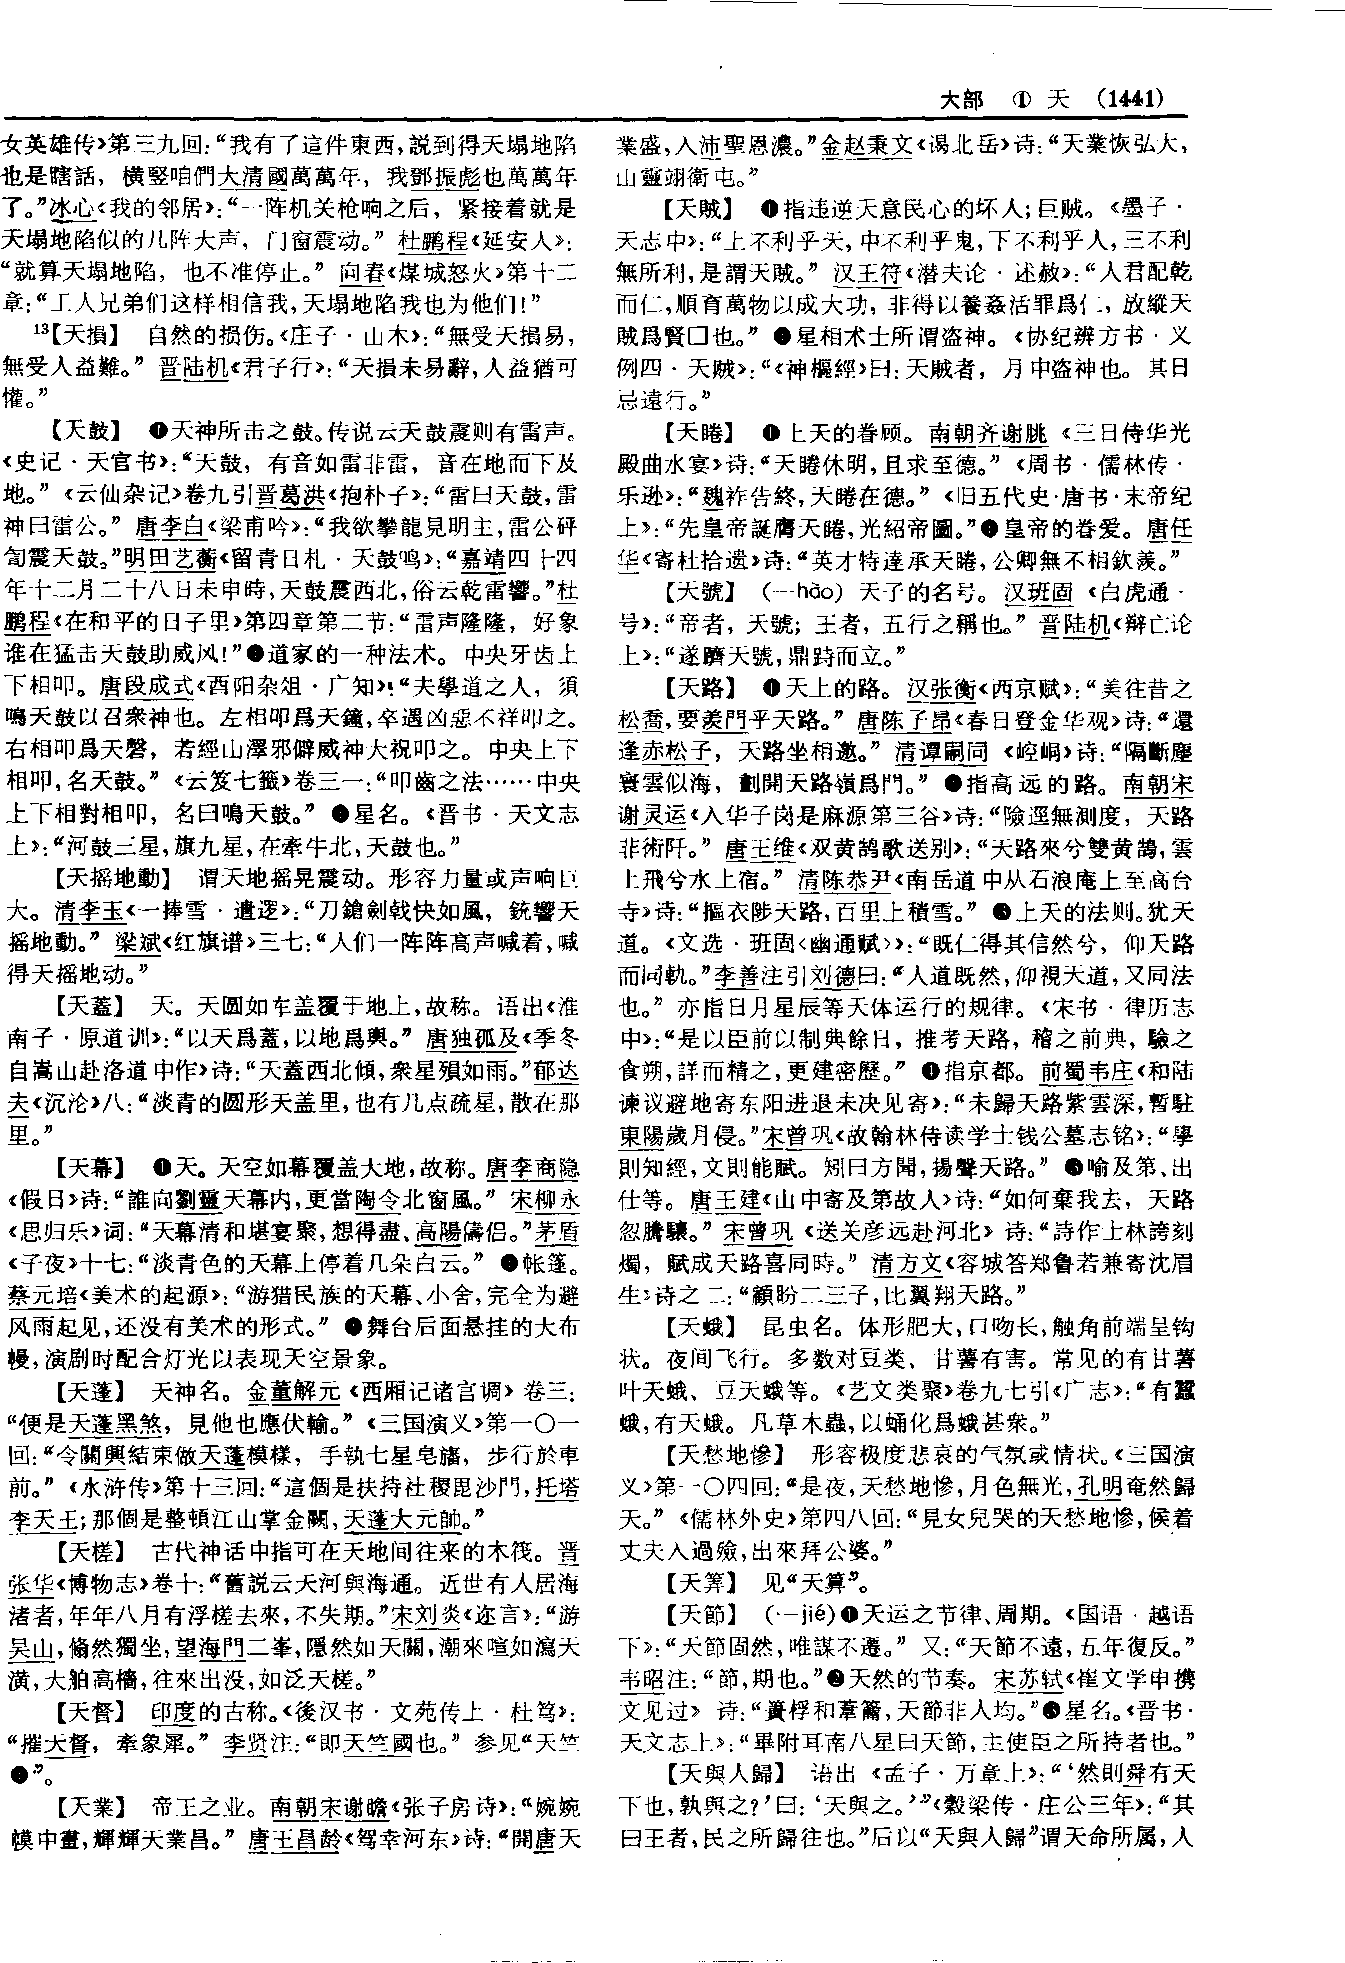 大部 ① 天 (1441)
女英雄传》第三九回:“我有了這件東西,説到得天塌地陷
也是瞎話,橫竪咱們大清國萬萬年,我鄧振彪也萬萬年
了。”冰心《我的邻居》:“一阵机关枪响之后,紧接着就是
天塌地陷似的几阵大声,门窗震动。” 杜鹏程《延安人》:
“就算天塌地陷,也不准停止。” 向春《煤城怒火》第十二
章:“工人兄弟们这样相信我,天塌地陷我也为他们!”
13【天損】 自然的损伤。《庄子·山木》:“無受天損易,
無受人益難。” 晋陆机《君子行》:“天損未易辭,人益猶可
懽。”
【天鼓】 ❶天神所击之鼓。传说云天鼓震则有雷声。
《史记·天官书》:“天鼓,有音如雷非雷,音在地而下及
地。” 《云仙杂记》卷九引晋葛洪《抱朴子》:“雷曰天鼓,雷
神曰雷公。” 唐李白《梁甫吟》:“我欲攀龍見明主,雷公砰
訇震天鼓。”明田艺蘅《留青日札·天鼓鸣》:“嘉靖四十四
年十二月二十八日未申時,天鼓震西北,俗云乾雷響。”杜
鹏程《在和平的日子里》第四章第二节:“雷声隆隆,好象
谁在猛击天鼓助威风!”❷道家的一种法术。中央牙齿上
下相叩。唐段成式《酉阳杂俎·广知》:“夫學道之人,須
鳴天鼓以召衆神也。左相叩爲天鐘,卒遇凶惡不祥叩之。
右相叩爲天磬,若經山澤邪僻威神大祝叩之。中央上下
相叩,名天鼓。” 《云笈七籤》卷三一:“叩齒之法……中央
上下相對相叩,名曰鳴天鼓。” ❸星名。《晋书·天文志
上》:“河鼓三星,旗九星,在牽牛北,天鼓也。”
【天摇地動】 谓天地摇晃震动。形容力量或声响巨
大。清李玉《一捧雪·遣逻》:“刀鎗劍戟快如風,銃響天
摇地動。” 梁斌《红旗谱》三七:“人们一阵阵高声喊着,喊
得天摇地动。”
【天蓋】 天。天圆如车盖覆于地上,故称。语出《淮
南子·原道训》:“以天爲蓋,以地爲輿。” 唐独孤及《季冬
自嵩山赴洛道中作》诗:“天蓋西北傾,衆星殞如雨。”郁达
夫《沉沦》八:“淡青的圆形天盖里,也有几点疏星,散在那
里。”
【天幕】 ❶天。天空如幕覆盖大地,故称。唐李商隐
《假日》诗:“誰向劉靈天幕内,更當陶令北窗風。” 宋柳永
《思归乐》词:“天幕清和堪宴聚,想得盡、高陽儔侣。”茅盾
《子夜》十七:“淡青色的天幕上停着几朵白云。” ❷帐篷。
蔡元培《美术的起源》:“游猎民族的天幕、小舍,完全为避
风雨起见,还没有美术的形式。” ❸舞台后面悬挂的大布
幔,演剧时配合灯光以表现天空景象。
【天蓬】 天神名。金董解元《西厢记诸宫调》卷三:
“便是天蓬黑煞,見他也應伏輸。” 《三国演义》第一〇一
回:“令關興結束做天蓬模樣,手執七星皂旛,步行於車
前。” 《水浒传》第十三回:“這個是扶持社稷毘沙門,托塔
李天王;那個是整頓江山掌金闕,天蓬大元帥。”
【天槎】 古代神话中指可在天地间往来的木筏。晋
张华《博物志》卷十:“舊説云天河與海通。近世有人居海
渚者,年年八月有浮槎去來,不失期。”宋刘炎《迩言》:“游
吴山,翛然獨坐,望海門二峯,隱然如天關,潮來喧如瀉天
潢,大舶高檣,往來出没,如泛天槎。”
【天督】 印度的古称。《後汉书·文苑传上·杜笃》:
“摧天督,牽象犀。” 李贤注:“即天竺國也。” 参见“天竺
❶”。
【天業】 帝王之业。南朝宋谢瞻《张子房诗》:“婉婉
幙中畫,輝輝天業昌。” 唐王昌龄《驾幸河东》诗:“開唐天
業盛,入沛聖恩濃。”金赵秉文《谒北岳》诗:“天業恢弘大,
山靈翊衛屯。”
【天賊】 ❶指违逆天意民心的坏人;巨贼。《墨子·
天志中》:“上不利乎天,中不利乎鬼,下不利乎人,三不利
無所利,是謂天賊。” 汉王符《潜夫论·述赦》:“人君配乾
而仁,順育萬物以成大功,非得以養姦活罪爲仁,放縱天
賊爲賢□也。” ❷星相术士所谓盗神。《协纪辨方书·义
例四·天贼》:“《神樞經》曰:天賊者,月中盗神也。其日
忌遠行。”
【天睠】 ❶上天的眷顾。南朝齐谢朓《三日侍华光
殿曲水宴》诗:“天睠休明,且求至德。” 《周书·儒林传·
乐逊》:“魏祚告終,天睠在德。” 《旧五代史·唐书·末帝纪
上》:“先皇帝誕膺天睠,光紹帝圖。”❷皇帝的眷爱。唐任
华《寄杜拾遗》诗:“英才特達承天睠,公卿無不相欽羡。”
【天號】 (—hào) 天子的名号。汉班固《白虎通·
号》:“帝者,天號;王者,五行之稱也。” 晋陆机《辩亡论
上》:“遂躋天號,鼎跱而立。”
【天路】 ❶天上的路。汉张衡《西京赋》:“美往昔之
松喬,要羨門乎天路。” 唐陈子昂《春日登金华观》诗:“還
逢赤松子,天路坐相邀。” 清谭嗣同《崆峒》诗:“隔斷塵
寰雲似海,劃開天路嶺爲門。” ❷指高远的路。南朝宋
谢灵运《入华子岗是麻源第三谷》诗:“險逕無測度,天路
非術阡。” 唐王维《双黄鹄歌送别》:“天路來兮雙黄鵠,雲
上飛兮水上宿。” 清陈恭尹《南岳道中从石浪庵上至高台
寺》诗:“摳衣陟天路,百里上積雪。” ❸上天的法则。犹天
道。《文选·班固〈幽通赋〉》:“既仁得其信然兮,仰天路
而同軌。”李善注引刘德曰:“人道既然,仰視天道,又同法
也。” 亦指日月星辰等天体运行的规律。《宋书·律历志
中》:“是以臣前以制典餘日,推考天路,稽之前典,驗之
食朔,詳而精之,更建密歷。” ❹指京都。前蜀韦庄《和陆
谏议避地寄东阳进退未决见寄》:“未歸天路紫雲深,暫駐
東陽歲月侵。”宋曾巩《故翰林侍读学士钱公墓志铭》:“學
則知經,文則能賦。矧曰方聞,揚聲天路。” ❺喻及第、出
仕等。唐王建《山中寄及第故人》诗:“如何棄我去,天路
忽騰驤。” 宋曾巩《送关彦远赴河北》诗:“詩作士林誇刻
燭,賦成天路喜同時。” 清方文《容城答郑鲁若兼寄沈眉
生》诗之二:“顧盼二三子,比翼翔天路。”
【天蛾】 昆虫名。体形肥大,口吻长,触角前端呈钩
状。夜间飞行。多数对豆类、甘薯有害。常见的有甘薯
叶天蛾、豆天蛾等。《艺文类聚》卷九七引《广志》:“有蠶
蛾,有天蛾。凡草木蟲,以蛹化爲蛾甚衆。”
【天愁地慘】 形容极度悲哀的气氛或情状。《三国演
义》第一〇四回:“是夜,天愁地慘,月色無光,孔明奄然歸
天。” 《儒林外史》第四八回:“見女兒哭的天愁地慘,候着
丈夫入過殮,出來拜公婆。”
【天筭】 见“天算”。
【天節】 (—jié)❶天运之节律、周期。《国语·越语
下》:“天節固然,唯謀不遷。” 又:“天節不遠,五年復反。”
韦昭注:“節,期也。”❷天然的节奏。宋苏轼《崔文学申携
文见过》诗:“蕢桴和葦籥,天節非人均。”❸星名。《晋书·
天文志上》:“畢附耳南八星曰天節,主使臣之所持者也。”
【天與人歸】 语出《孟子·万章上》:“‘然則舜有天
下也,孰與之?’曰:‘天與之。’”《穀梁传·庄公三年》:“其
曰王者,民之所歸往也。”后以“天與人歸”谓天命所属,人